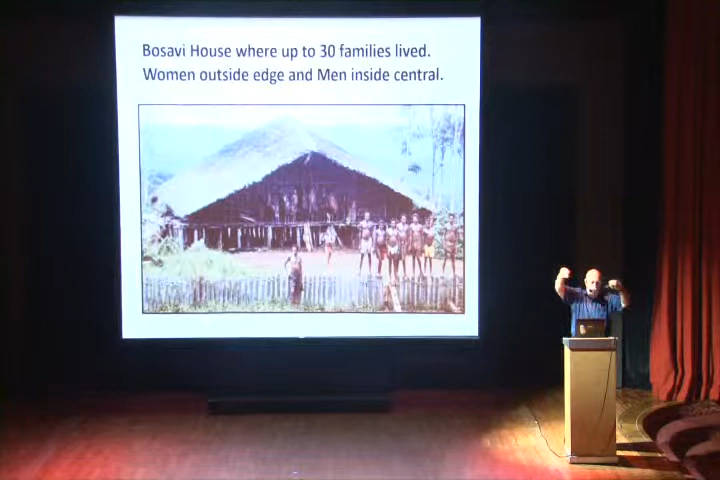 Bosavi House where up to 30 families lived.
Women outside edge and Men inside central.